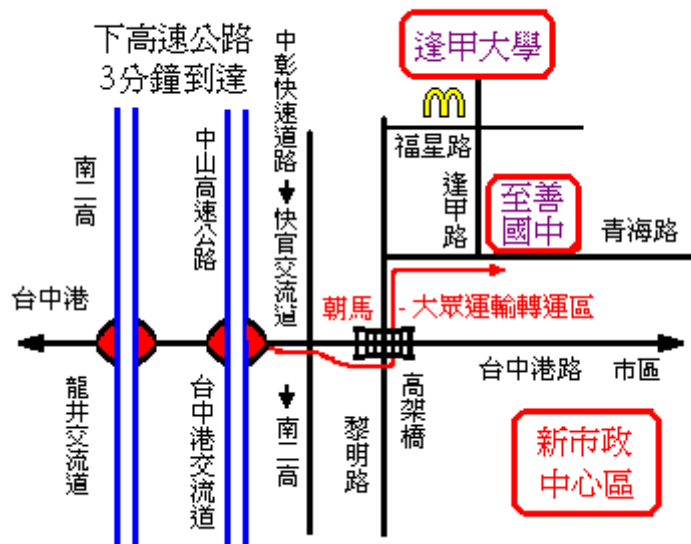 下高速公路
3分鐘到達
中彰快速道路
快官交流道
南二高
逢甲大學
福星路
逢甲路
至善
國中
青海路
南二高
中山高速公路
台中港
朝馬 - 大眾運輸轉運區
台中港路
市區
龍井交流道
台中港交流道
黎明路
高架橋
新市政
中心區